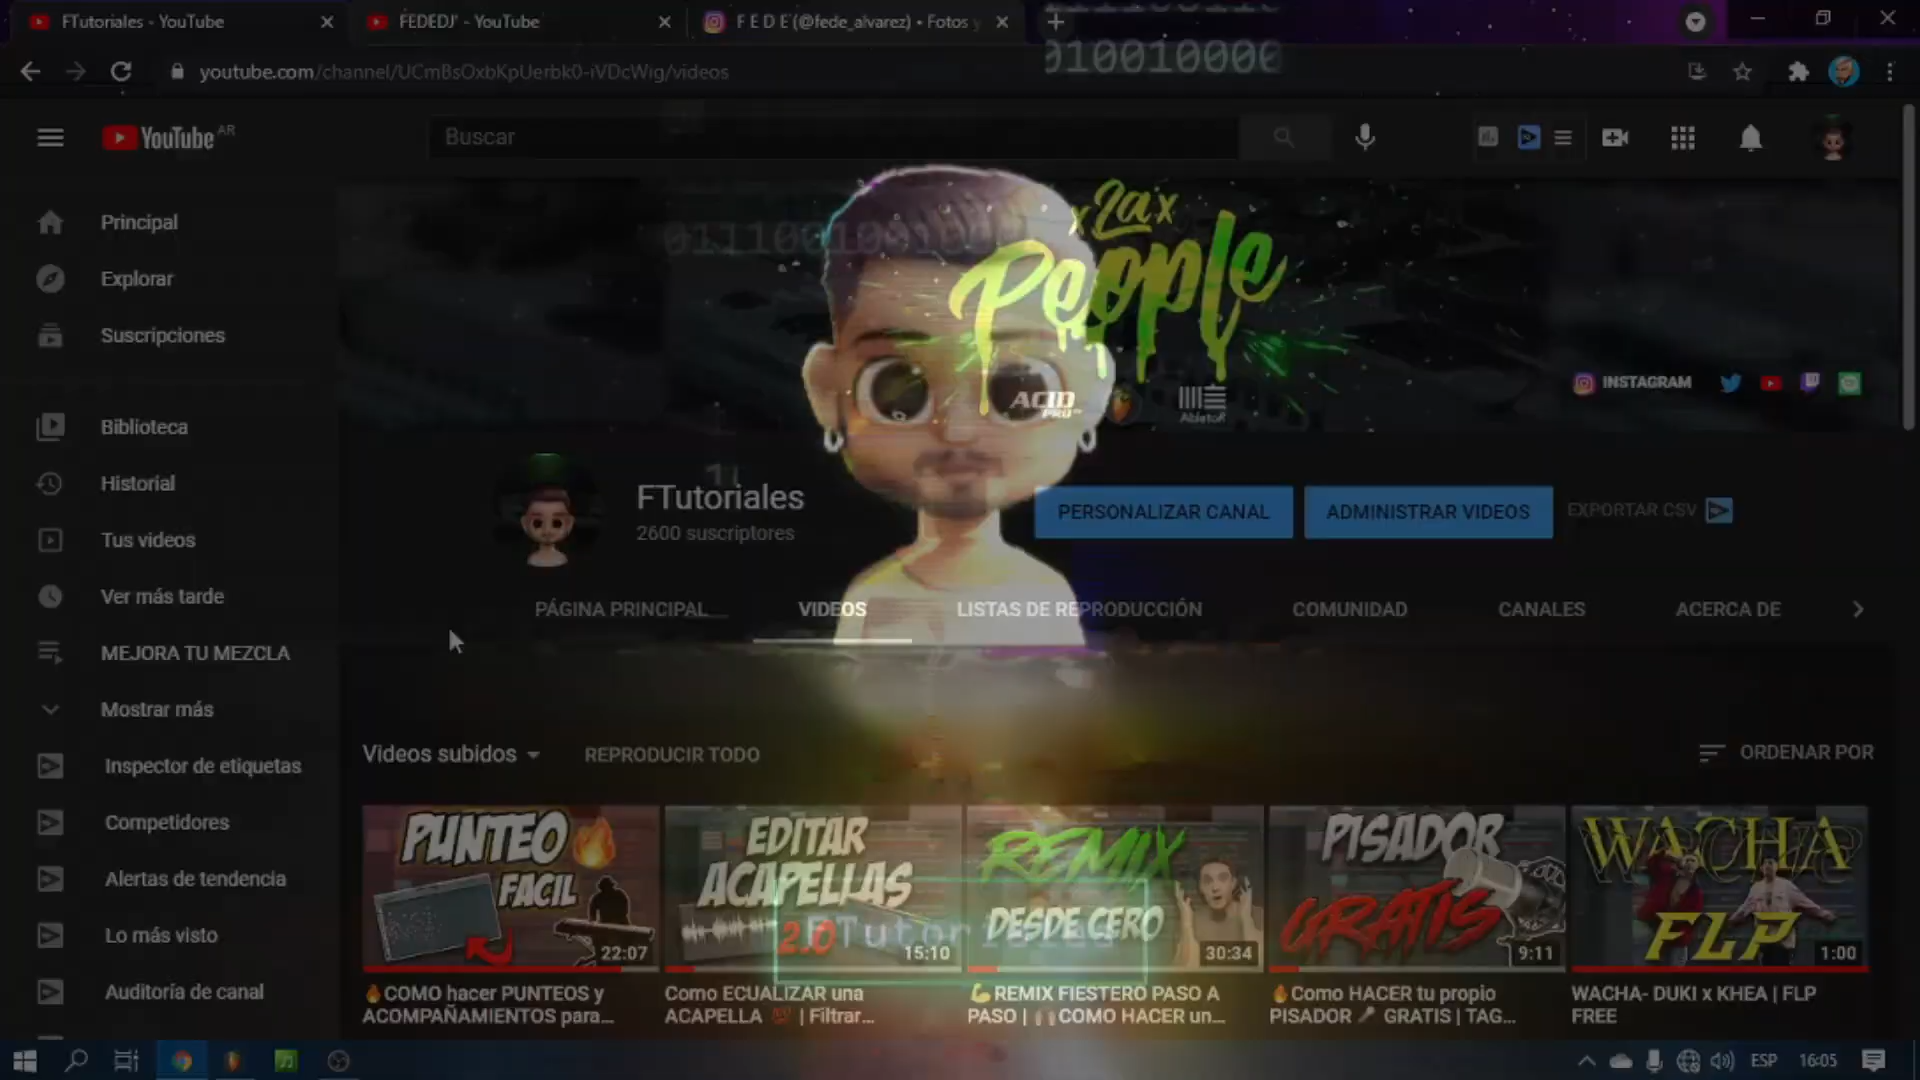 FTutoriales - YouTube
FEDEDJ' - YouTube
F E D E (@fede_alvarez) • Fotos y
010010000
youtube.com/channel/UCmBsOxbKpUerbk0-iVDcWig/videos
YouTube AR
Buscar
Principal
Explorar
Suscripciones
Biblioteca
Historial
Tus videos
Ver más tarde
MEJORA TU MEZCLA
Mostrar más
Inspector de etiquetas
Competidores
Alertas de tendencia
Lo más visto
Auditoría de canal
x La x
People
ACID
PRO
Ableton
INSTAGRAM
FTutoriales
2600 suscriptores
PERSONALIZAR CANAL
ADMINISTRAR VIDEOS
EXPORTAR CSV
PÁGINA PRINCIPAL
VIDEOS
LISTAS DE REPRODUCCIÓN
COMUNIDAD
CANALES
ACERCA DE
Videos subidos
REPRODUCIR TODO
ORDENAR POR
PUNTEO
FACIL
22:07
🔥COMO hacer PUNTEOS y
ACOMPAÑAMIENTOS para...
EDITAR
ACAPELLAS
2.0
15:10
Como ECUALIZAR una
ACAPELLA 💯 | Filtrar...
REMIX
DESDE CERO
30:34
💪REMIX FIESTERO PASO A
PASO | 🙌🏻COMO HACER un...
PISADOR
GRATIS
9:11
🔥Como HACER tu propio
PISADOR 🎤 GRATIS | TAG...
WACHA
FLP
1:00
WACHA- DUKI x KHEA | FLP
FREE
FTutoriales
ESP
16:05